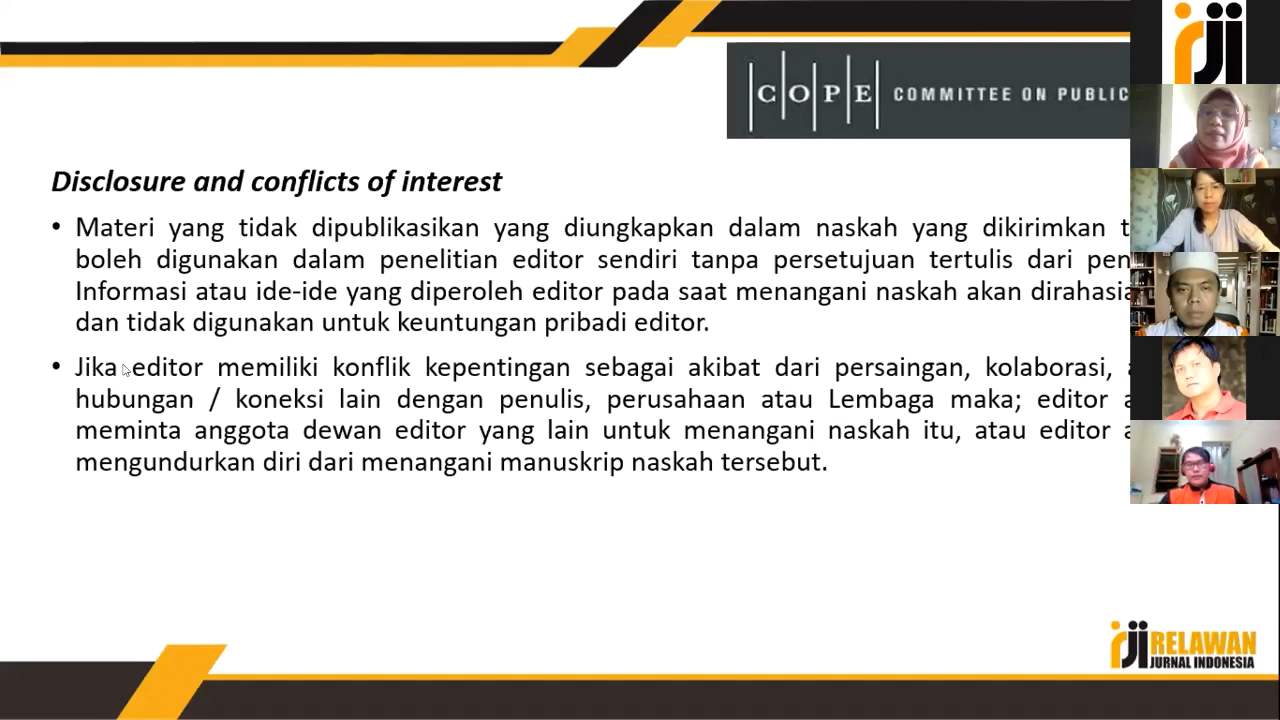 COPE COMMITTEE ON PUBLIC
Disclosure and conflicts of interest
• Materi yang tidak dipublikasikan yang diungkapkan dalam naskah yang dikirimkan
boleh digunakan dalam penelitian editor sendiri tanpa persetujuan tertulis dari
Informasi atau ide-ide yang diperoleh editor pada saat menangani naskah akan
dan tidak digunakan untuk keuntungan pribadi editor.
• Jika editor memiliki konflik kepentingan sebagai akibat dari persaingan, kolaborasi,
hubungan / koneksi lain dengan penulis, perusahaan atau Lembaga maka; editor
meminta anggota dewan editor yang lain untuk menangani naskah itu, atau editor
mengundurkan diri dari menangani manuskrip naskah tersebut.
rji
rji RELAWAN
JURNAL INDONESIA